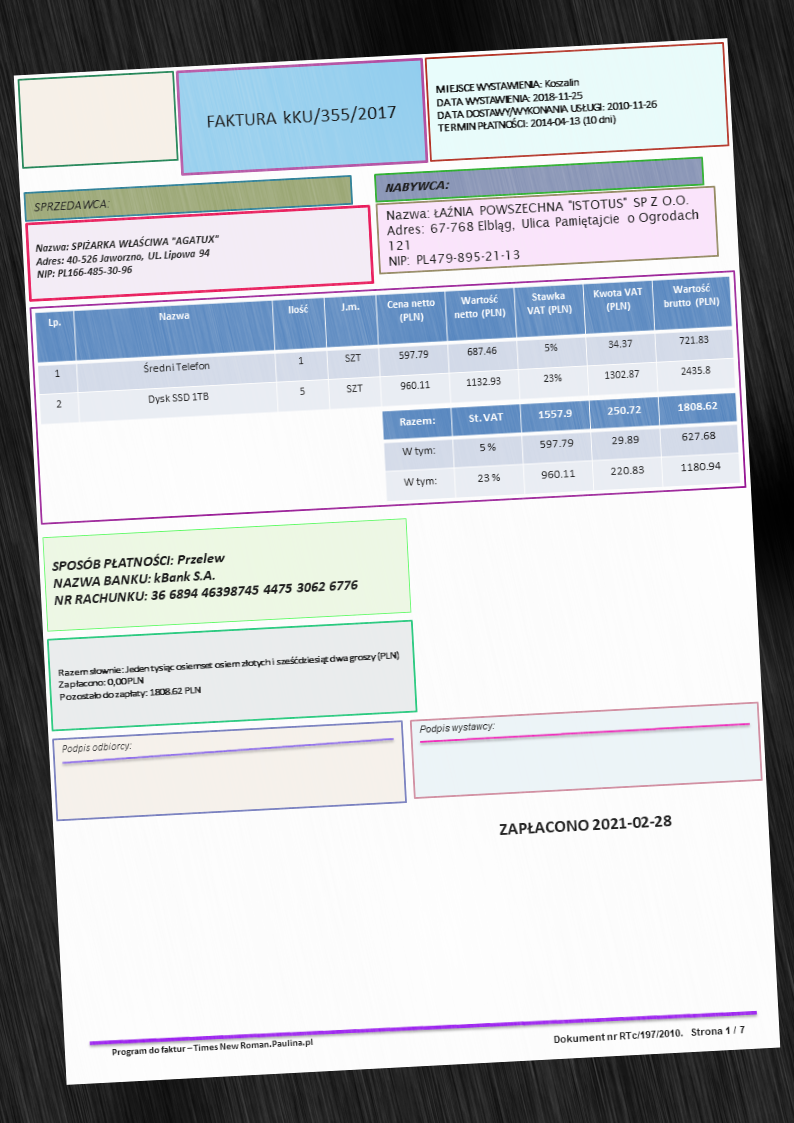 FAKTURA kKU/355/2017
MIEJSCE WYSTAWIENIA: Koszalin
DATA WYSTAWIENIA: 2018-11-25
DATA DOSTAWY/WYKONANIA USŁUGI: 2010-11-26
TERMIN PŁATNOŚCI: 2014-04-13 (10 dni)
SPRZEDAWCA:
Nazwa: SPIŻARKA WŁAŚCIWA "AGATUX"
Adres: 40-526 Jaworzno, UL. Lipowa 94
NIP: PL166-485-30-96
NABYWCA:
Nazwa: ŁAŹNIA POWSZECHNA "ISTOTUS" SP Z O.O.
Adres: 67-768 Elbląg, Ulica Pamiętajcie o Ogrodach
121
NIP: PL479-895-21-13
Lp. Nazwa Ilość J.m. Cena netto (PLN) Wartość netto (PLN) Stawka VAT (PLN) Kwota VAT (PLN) Wartość brutto (PLN)
1 Średni Telefon 1 SZT 597.79 687.46 5% 34.37 721.83
2 Dysk SSD 1TB 5 SZT 960.11 1132.93 23% 1302.87 2435.8
Razem: St. VAT 1557.9 250.72 1808.62
W tym: 5 % 597.79 29.89 627.68
W tym: 23 % 960.11 220.83 1180.94
SPOSÓB PŁATNOŚCI: Przelew
NAZWA BANKU: kBank S.A.
NR RACHUNKU: 36 6894 46398745 4475 3062 6776
Razem słownie: Jeden tysiąc osiemset osiem złotych i sześćdziesiąt dwa groszy (PLN)
Zapłacono: 0,00 PLN
Pozostało do zapłaty: 1808.62 PLN
Podpis odbiorcy:
Podpis wystawcy:
ZAPŁACONO 2021-02-28
Program do faktur – Times New Roman.Paulina.pl
Dokument nr RTc/197/2010. Strona 1 / 7